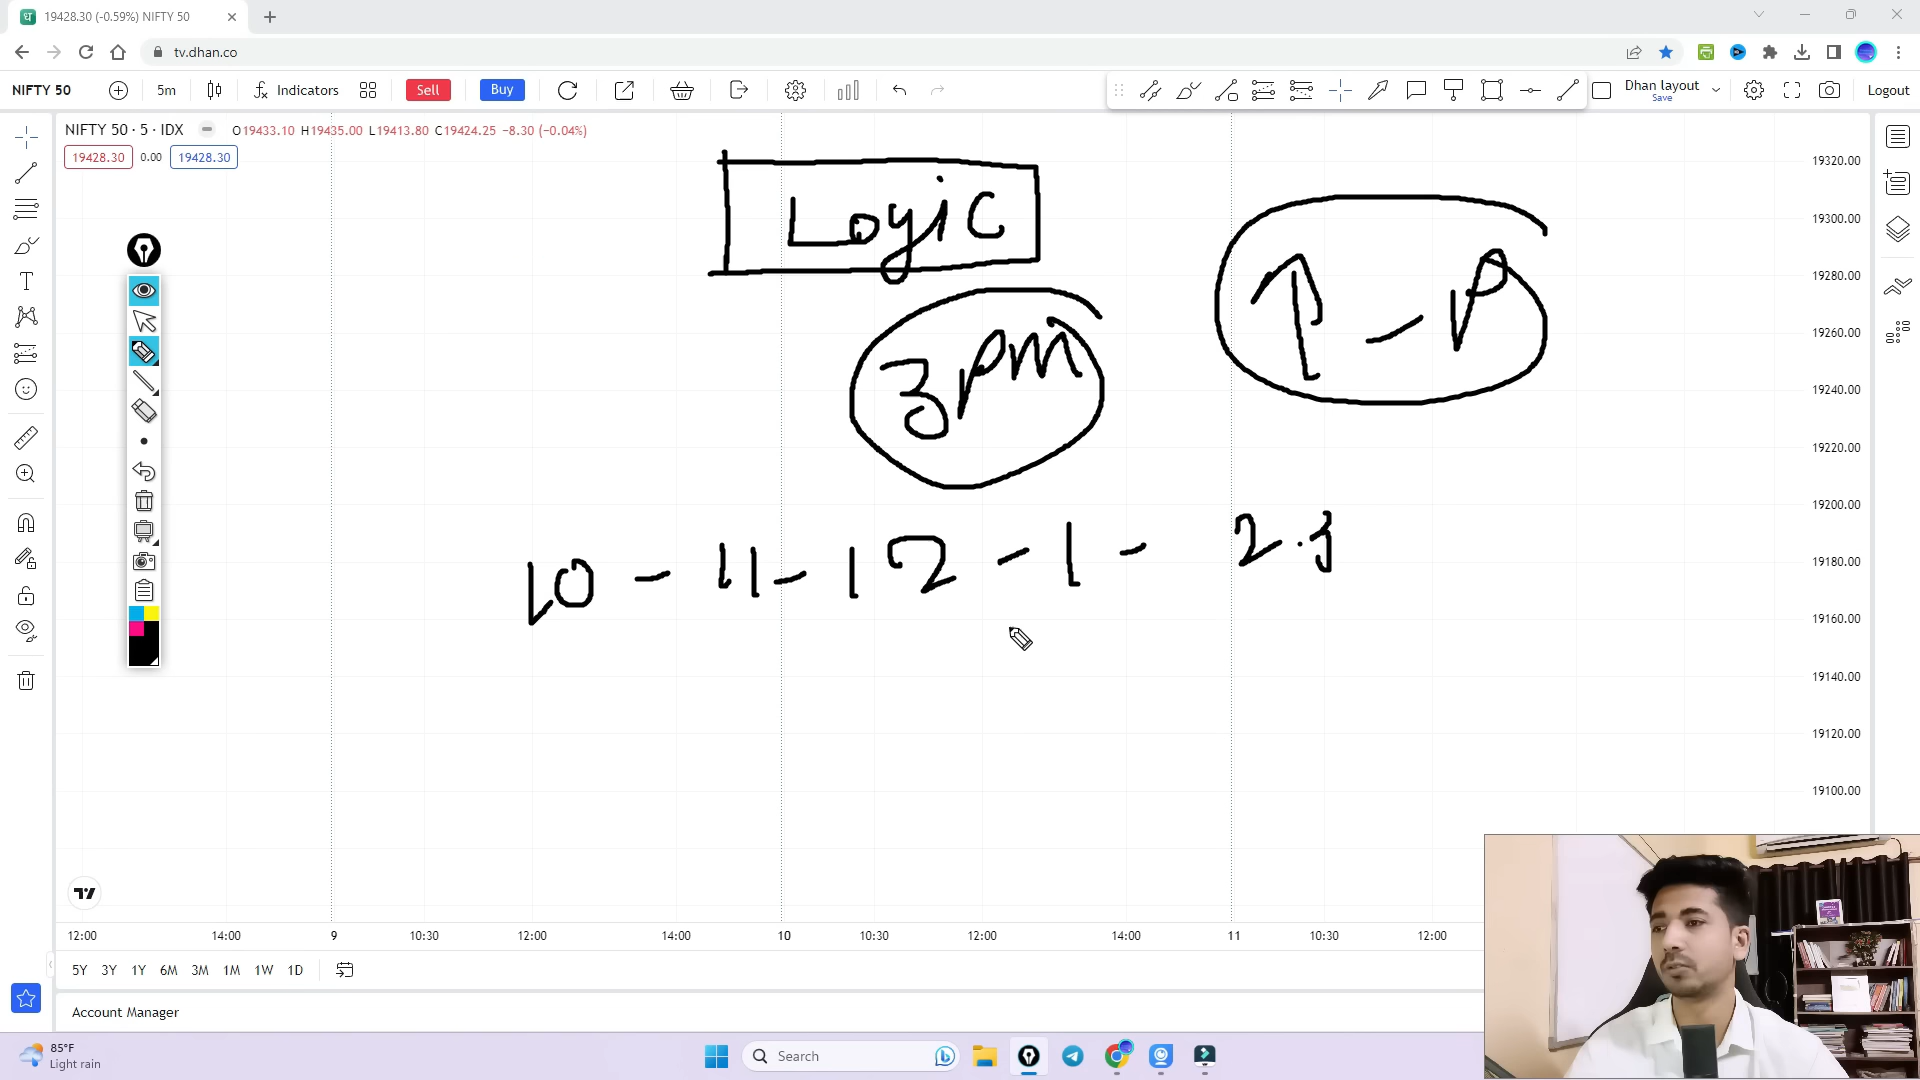 19428.30 (-0.59%) NIFTY 50
tv.dhan.co
NIFTY 50 5m Indicators Sell Buy Dhan layout Logout
Save
NIFTY 50 · 5 · IDX O19433.10 H19435.00 L19413.80 C19424.25 −8.30 (−0.04%)
19428.30 0.00 19428.30
Logic
3 PM
10 - 11 - 12 - 1 -
19320.00
19300.00
19280.00
19260.00
19240.00
19220.00
19200.00
19180.00
19160.00
19140.00
19120.00
19100.00
12:00 14:00 9 10:30 12:00 14:00 10 10:30 12:00 14:00 11 10:30 12:00
5Y 3Y 1Y 6M 3M 1M 1W 1D
Account Manager
85°F
Light rain
Search